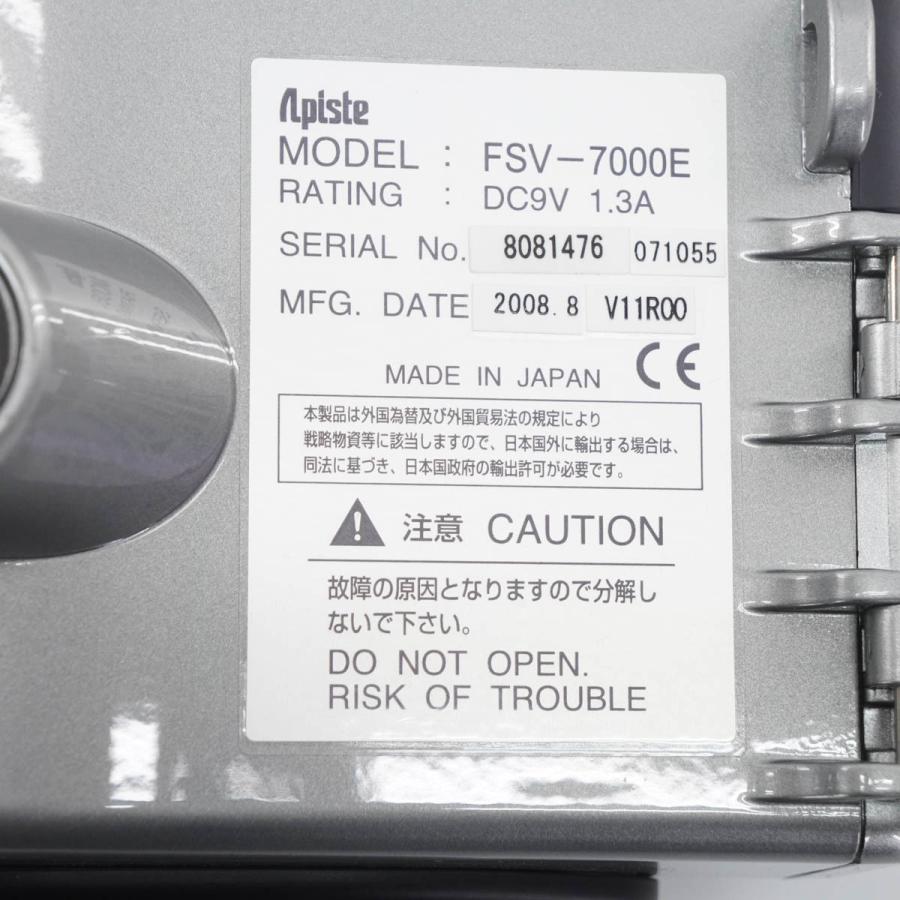 Apiste
MODEL : FSV-7000E
RATING : DC9V 1.3A
SERIAL No. 8081476 071055
MFG. DATE 2008.8 V11R00
MADE IN JAPAN CE
本製品は外国為替及び外国貿易法の規定により
戦略物資等に該当しますので、日本国外に輸出する場合は、
同法に基づき、日本国政府の輸出許可が必要です。
注意 CAUTION
故障の原因となりますので分解し
ないで下さい。
DO NOT OPEN.
RISK OF TROUBLE